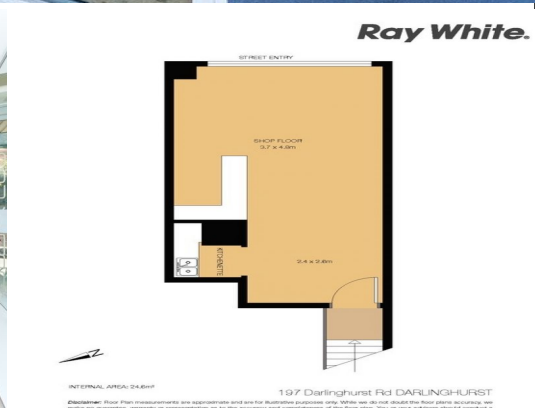 Ray White.
STREET ENTRY
SHOP FLOOR
3.7 x 4.9m
KITCHENETTE
2.4 x 2.8m
N
INTERNAL AREA: 24.6m²
197 Darlinghurst Rd DARLINGHURST
Disclaimer: Floor Plan measurements are approximate and are for illustrative purposes only. While we do not doubt the floor plans accuracy, we